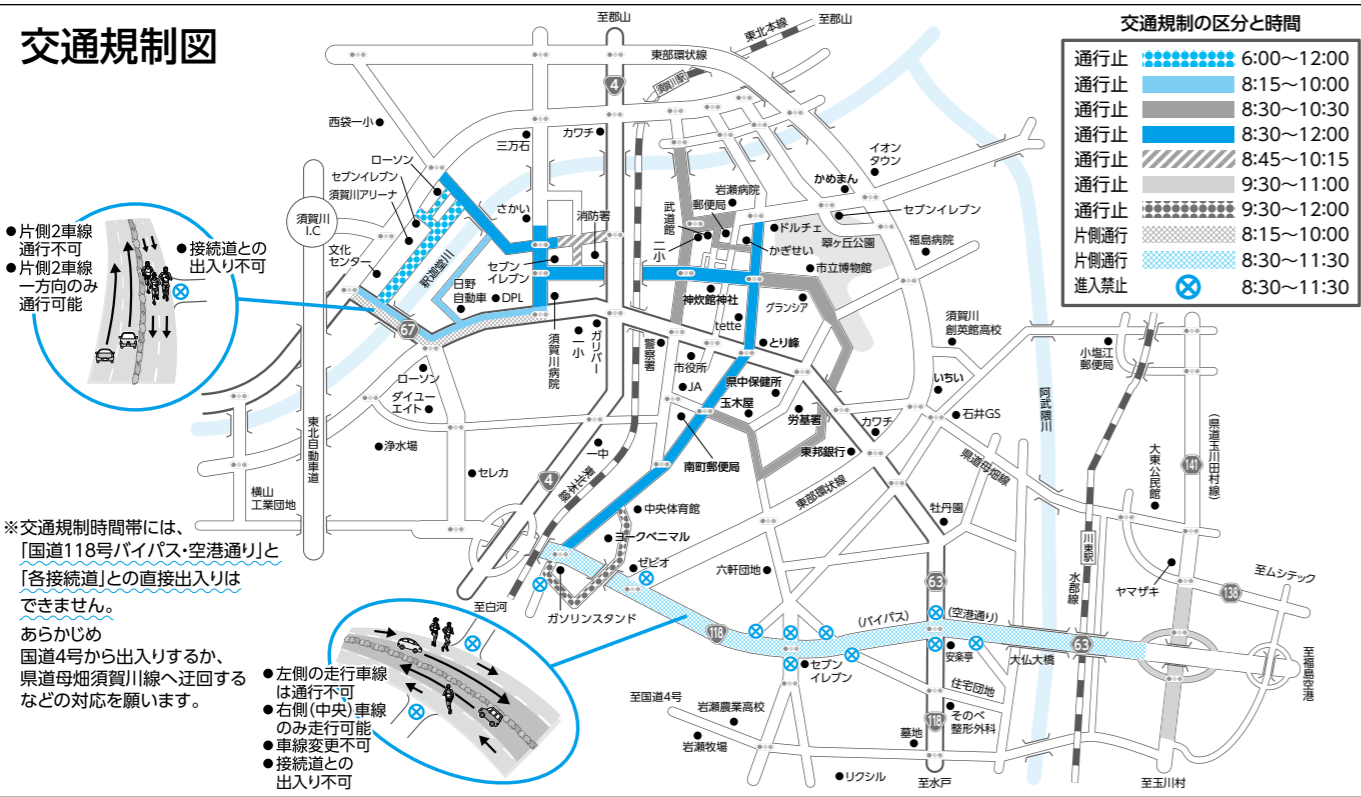 交通規制図
交通規制の区分と時間
通行止 6:00～12:00
通行止 8:15～10:00
通行止 8:30～10:30
通行止 8:30～12:00
通行止 8:45～10:15
通行止 9:30～11:00
通行止 9:30～12:00
片側通行 8:15～10:00
片側通行 8:30～11:30
進入禁止 8:30～11:30
至郡山
至郡山
東北本線
東部環状線
須賀川駅
4
西袋一小
三万石
カワチ
ローソン
セブンイレブン
須賀川アリーナ
須賀川
I.C
文化
センター
釈迦堂川
さかい
消防署
セブン
イレブン
日野
自動車
DPL
67
武道館
二小
岩瀬病院
郵便局
ドルチェ
かぎせい
かめまん
イオン
タウン
セブンイレブン
翠ヶ丘公園
福島病院
市立博物館
神炊館神社
グランシア
tette
とり峰
須賀川
創英館高校
小塩江
郵便局
須賀川病院
一小
ガリバー
警察署
市役所
JA
県中保健所
玉木屋
労基署
いちい
石井GS
カワチ
阿武隈川
ローソン
ダイユー
エイト
浄水場
セレカ
一中
4
東北本線
南町郵便局
東邦銀行
東部環状線
県道母畑線
大東公民館
141
(県道玉川田村線)
東北自動車道
横山
工業団地
中央体育館
ヨークベニマル
ゼビオ
ガソリンスタンド
至白河
六軒団地
牡丹園
63
川東駅
水郡線
ヤマザキ
138
至ムシテック
118
(バイパス)
(空港通り)
63
安楽亭
大仏大橋
セブン
イレブン
住宅団地
至福島空港
至国道4号
岩瀬農業高校
岩瀬牧場
118
そのべ
整形外科
墓地
リクシル
至水戸
至玉川村
●片側2車線
通行不可
●片側2車線
一方向のみ
通行可能
●接続道との
出入り不可
※交通規制時間帯には、
「国道118号バイパス・空港通り」と
「各接続道」との直接出入りは
できません。
あらかじめ
国道4号から出入りするか、
県道母畑須賀川線へ迂回する
などの対応を願います。
●左側の走行車線
は通行不可
●右側(中央)車線
のみ走行可能
●車線変更不可
●接続道との
出入り不可